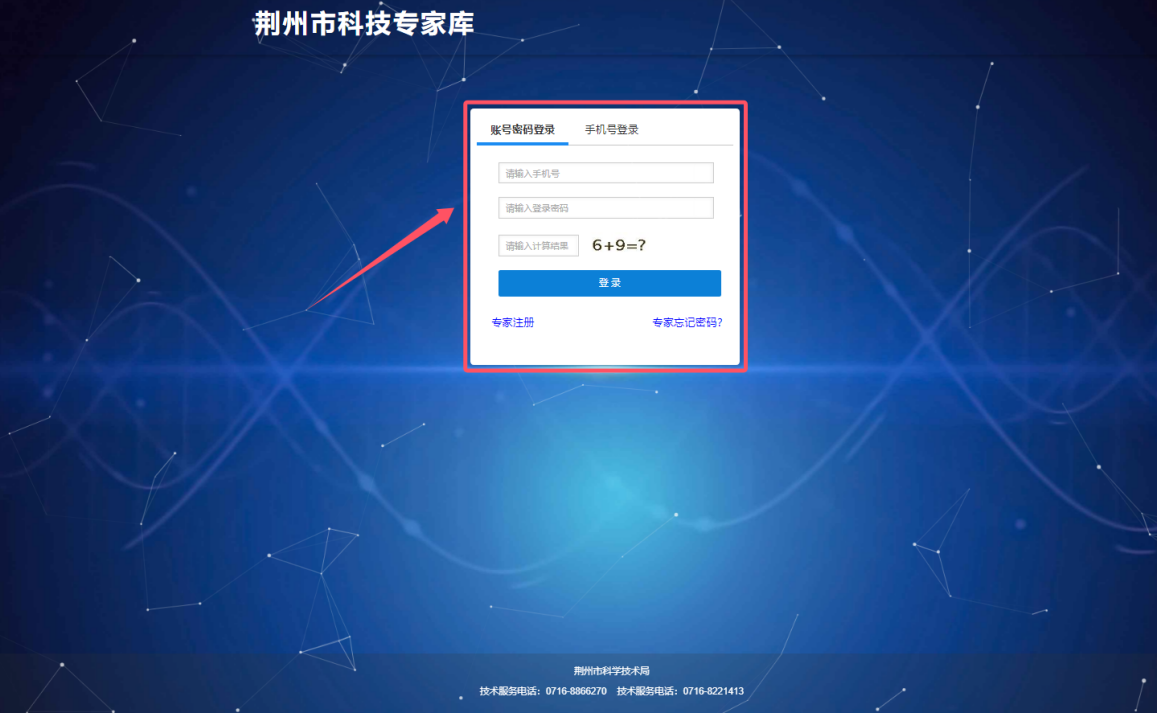 荆州市科技专家库
账号密码登录 手机号登录
请输入手机号
请输入登录密码
请输入计算结果 6+9=?
登录
专家注册 专家忘记密码?
荆州市科学技术局
技术服务电话：0716-8866270 技术服务电话：0716-8221413